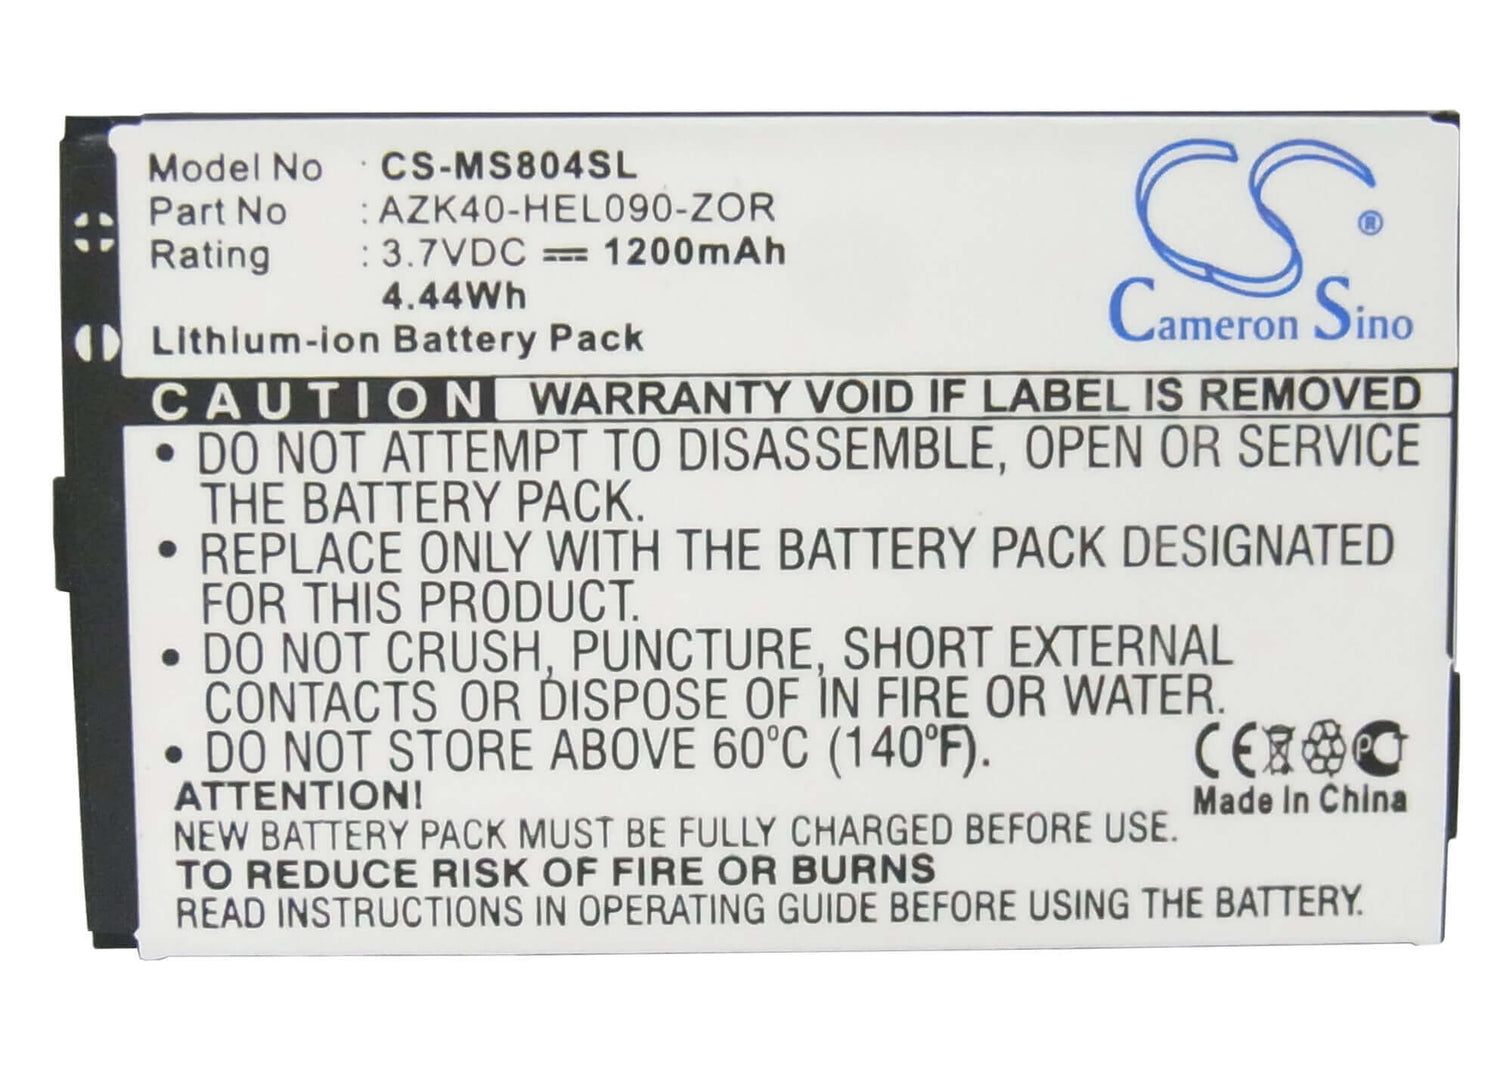 Model No : CS-MS804SL
Part No : AZK40-HEL090-ZOR
Rating : 3.7VDC 1200mAh
4.44Wh
Lithium-ion Battery Pack
CS®
Cameron Sino
CAUTION WARRANTY VOID IF LABEL IS REMOVED
• DO NOT ATTEMPT TO DISASSEMBLE, OPEN OR SERVICE
THE BATTERY PACK.
• REPLACE ONLY WITH THE BATTERY PACK DESIGNATED
FOR THIS PRODUCT.
• DO NOT CRUSH, PUNCTURE, SHORT EXTERNAL
CONTACTS OR DISPOSE OF IN FIRE OR WATER.
• DO NOT STORE ABOVE 60°C (140°F).
CE PCT
Made In China
ATTENTION!
NEW BATTERY PACK MUST BE FULLY CHARGED BEFORE USE.
TO REDUCE RISK OF FIRE OR BURNS
READ INSTRUCTIONS IN OPERATING GUIDE BEFORE USING THE BATTERY.